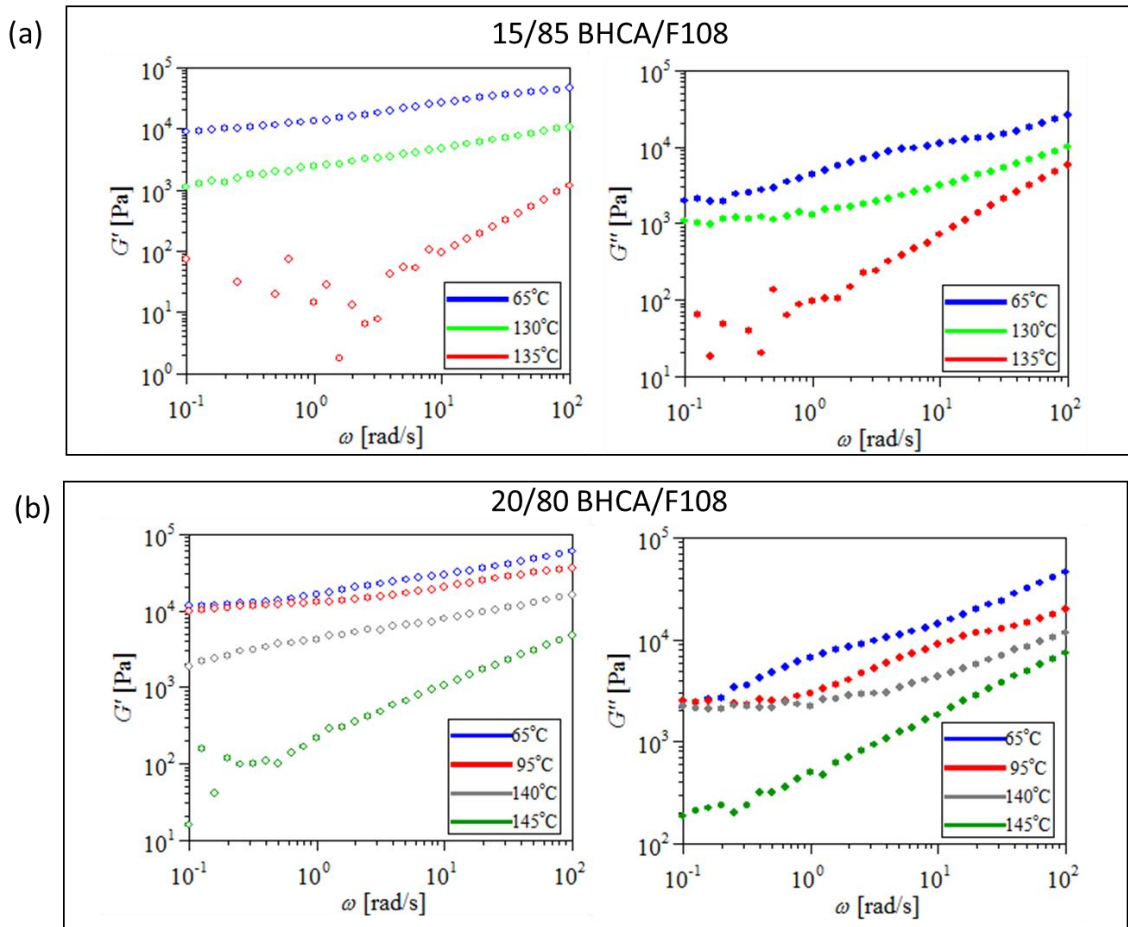 (a)
15/85 BHCA/F108
10^5
10^4
10^3
10^2
10^1
10^0
G' [Pa]
65°C
130°C
135°C
10^-1 10^0 10^1 10^2
ω [rad/s]
10^5
10^4
10^3
10^2
10^1
G'' [Pa]
65°C
130°C
135°C
10^-1 10^0 10^1 10^2
ω [rad/s]
(b)
20/80 BHCA/F108
10^5
10^4
10^3
10^2
10^1
G' [Pa]
65°C
95°C
140°C
145°C
10^-1 10^0 10^1 10^2
ω [rad/s]
10^5
10^4
10^3
10^2
G'' [Pa]
65°C
95°C
140°C
145°C
10^-1 10^0 10^1 10^2
ω [rad/s]